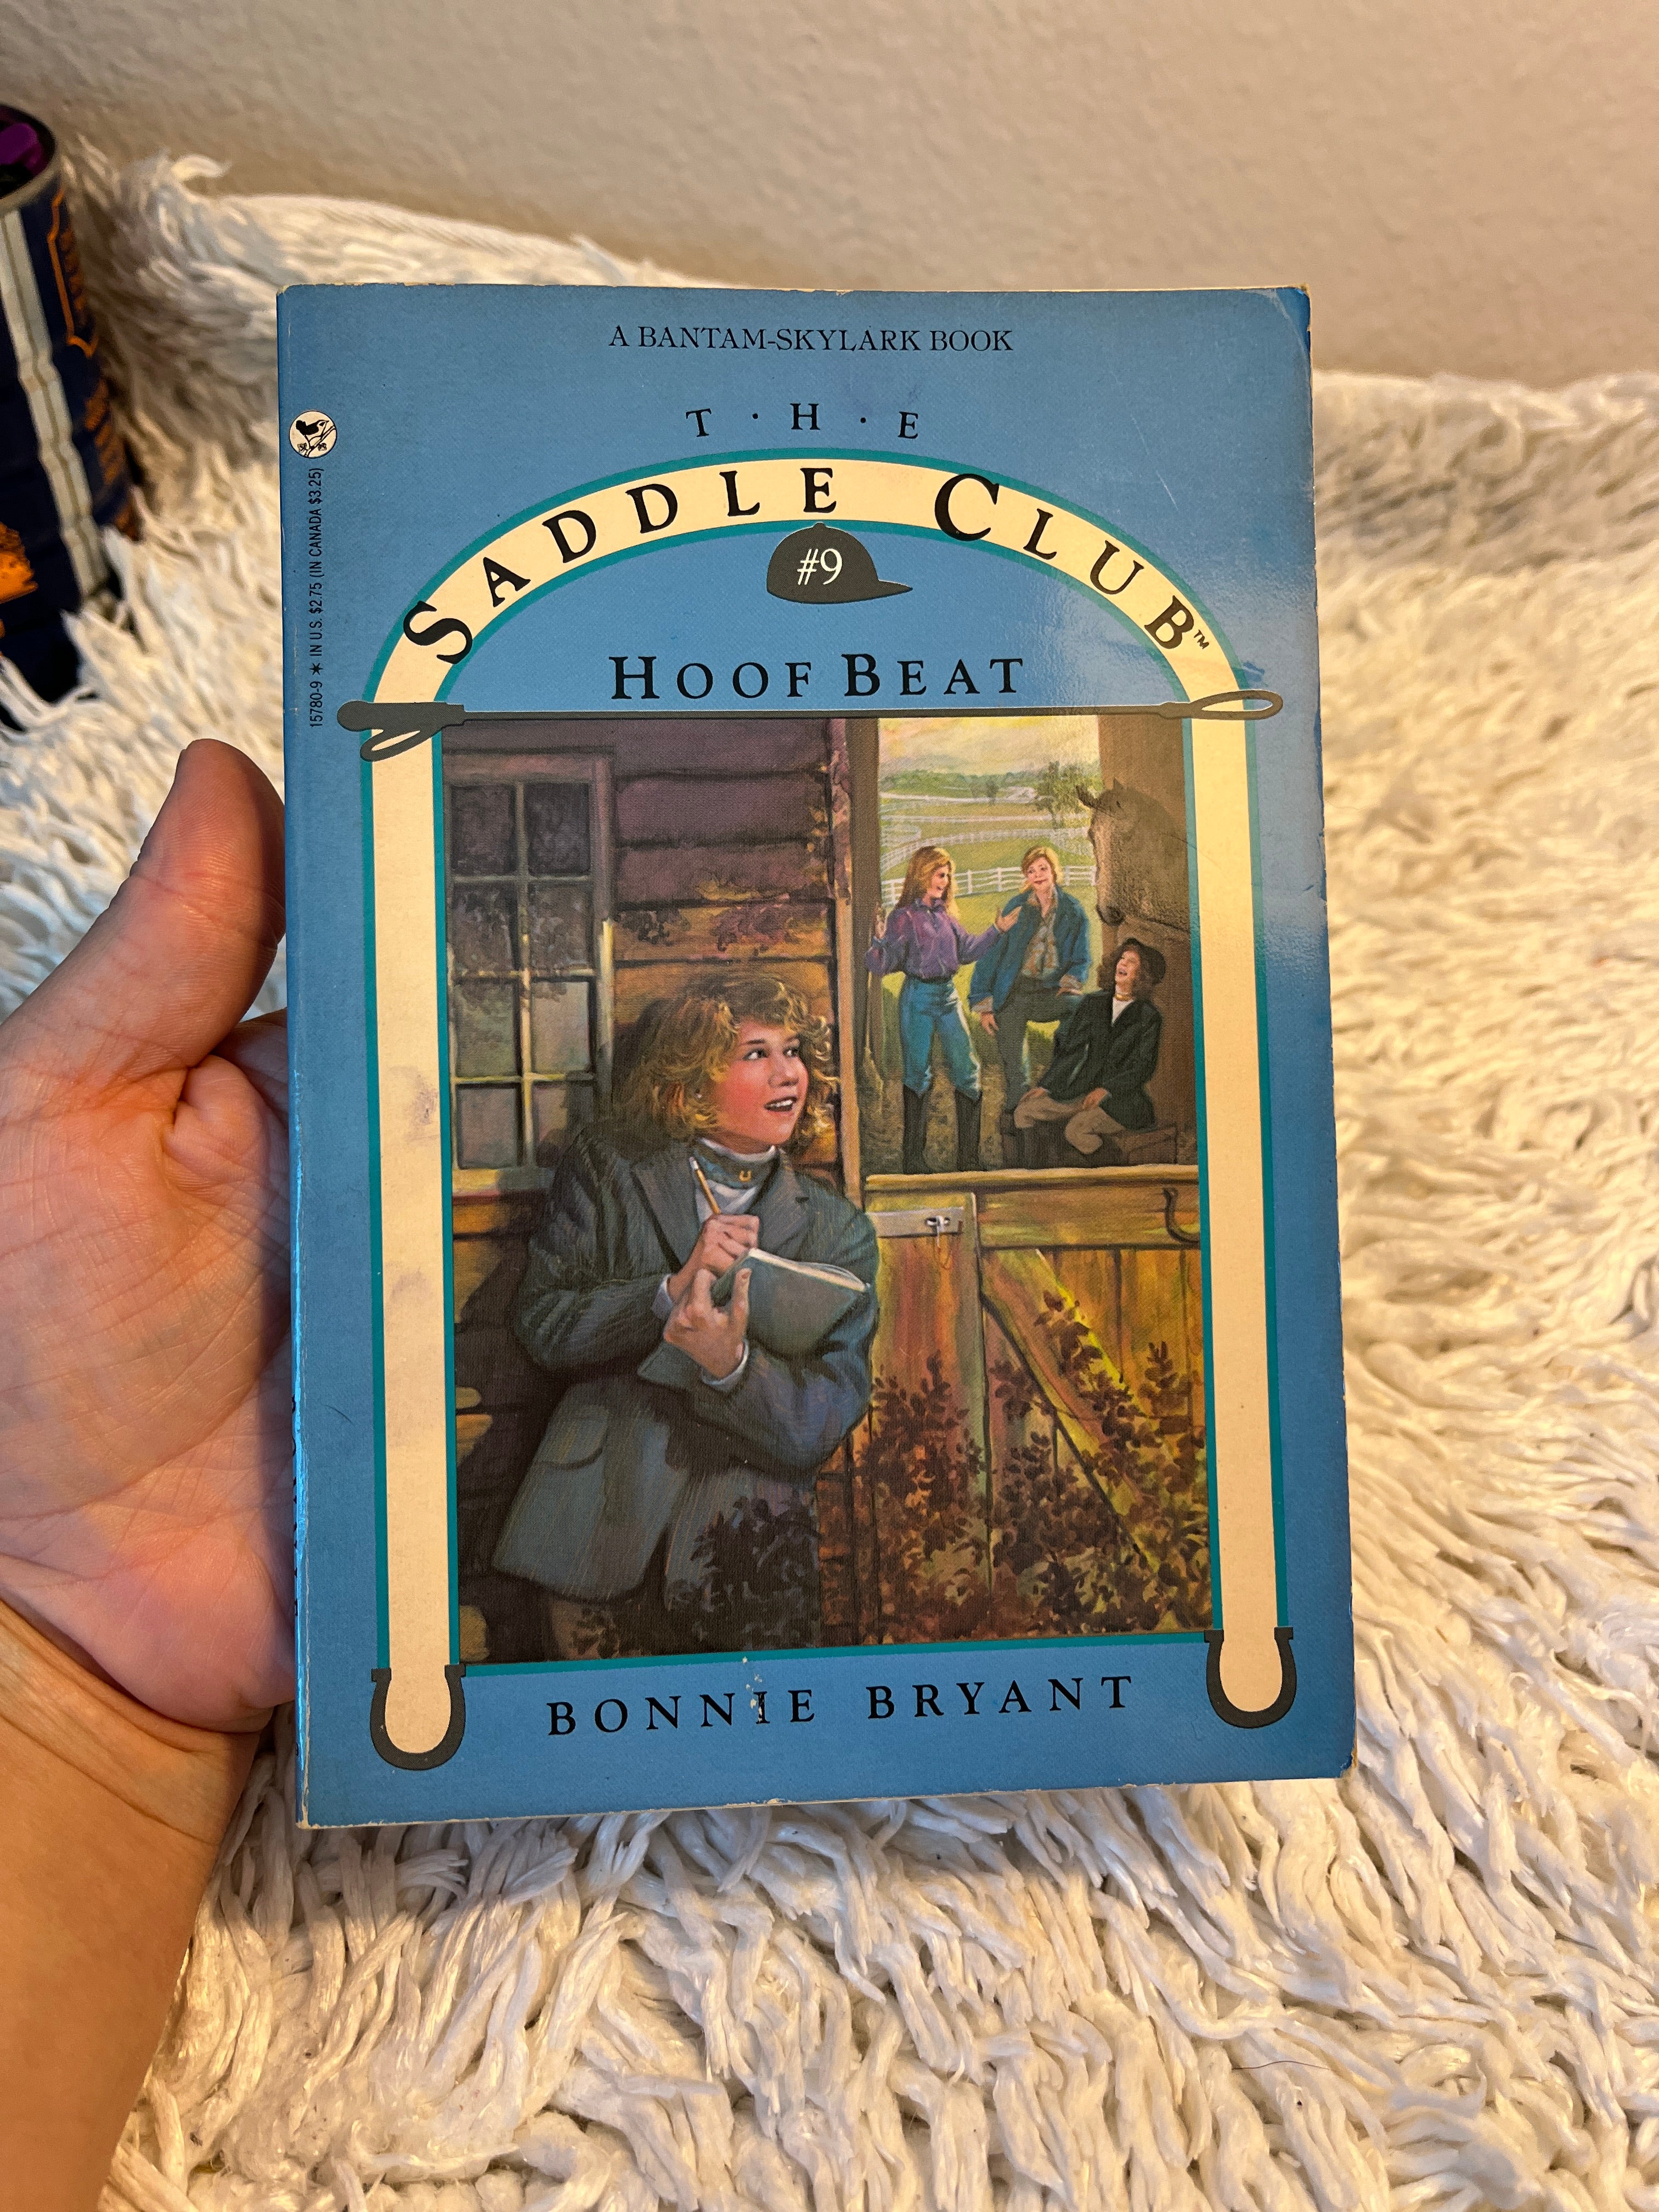 A BANTAM-SKYLARK BOOK
T · H · E
SADDLE CLUB™
#9
HOOF BEAT
15780-9 * IN U.S. $2.75 (IN CANADA $3.25)
BONNIE BRYANT